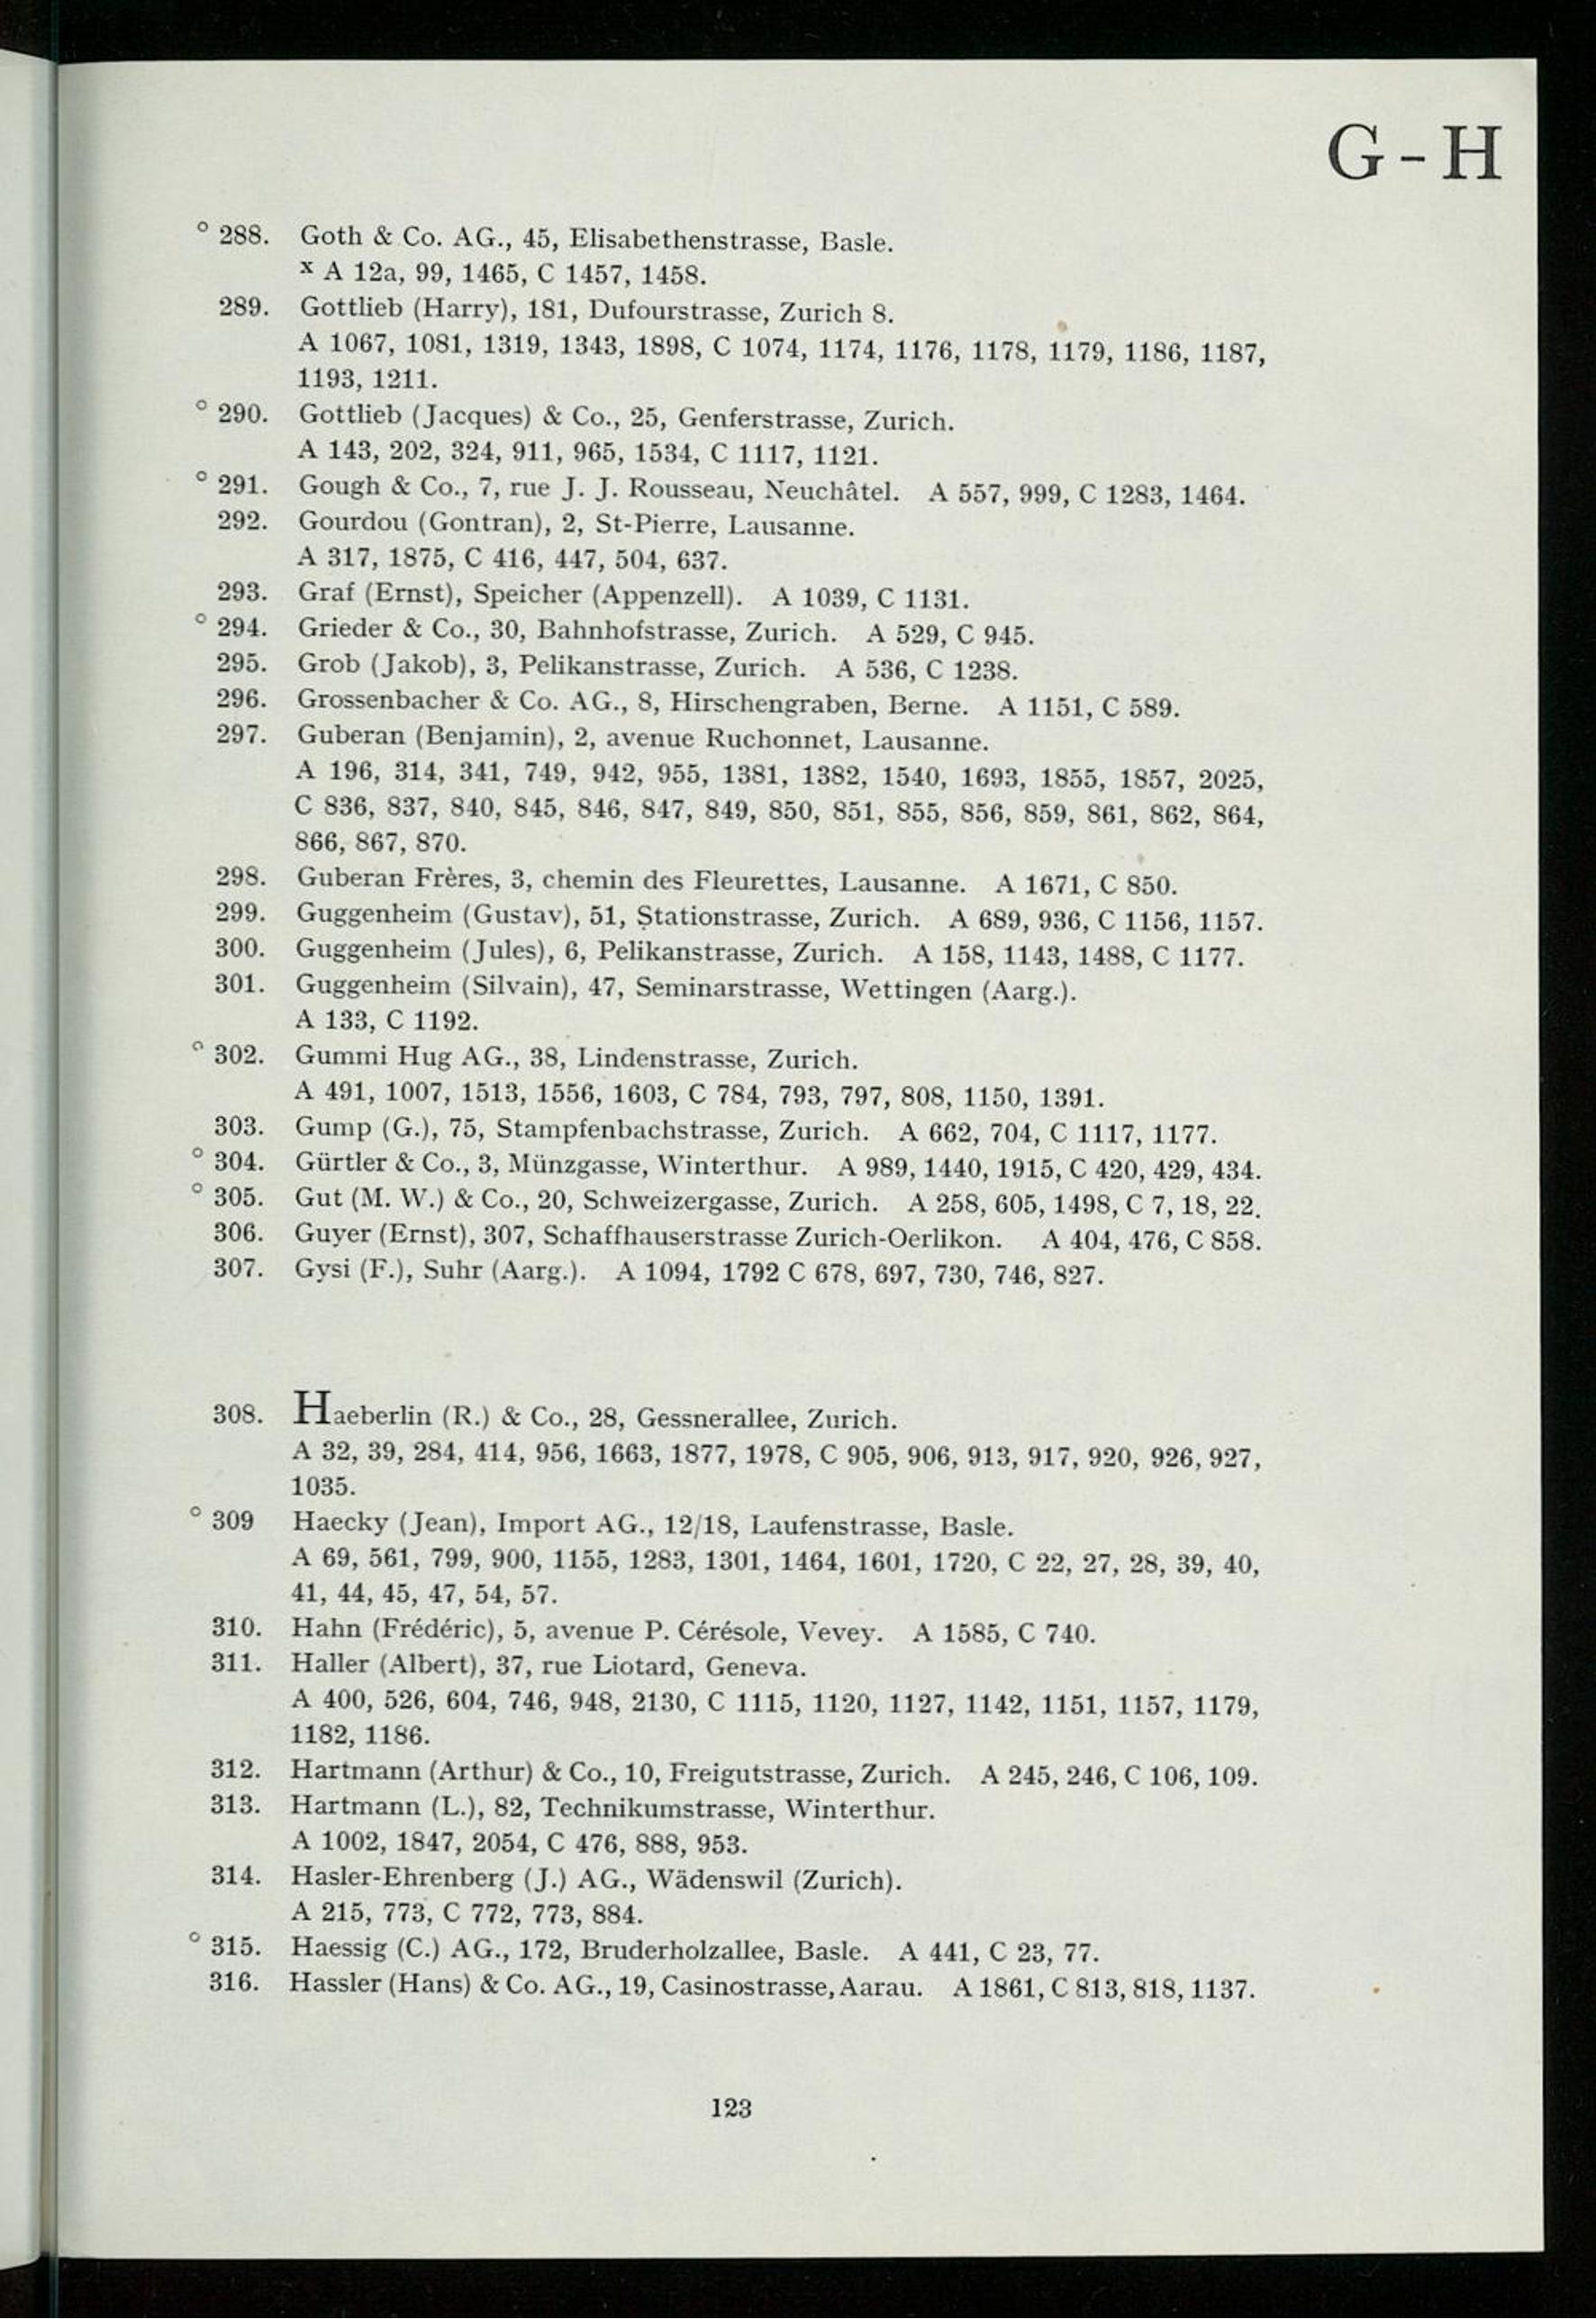 G - H
° 288. Goth & Co. AG., 45, Elisabethenstrasse, Basle.
x A 12a, 99, 1465, C 1457, 1458.
289. Gottlieb (Harry), 181, Dufourstrasse, Zurich 8.
A 1067, 1081, 1319, 1343, 1898, C 1074, 1174, 1176, 1178, 1179, 1186, 1187,
1193, 1211.
° 290. Gottlieb (Jacques) & Co., 25, Genferstrasse, Zurich.
A 143, 202, 324, 911, 965, 1534, C 1117, 1121.
° 291. Gough & Co., 7, rue J. J. Rousseau, Neuchâtel. A 557, 999, C 1283, 1464.
292. Gourdou (Gontran), 2, St-Pierre, Lausanne.
A 317, 1875, C 416, 447, 504, 637.
293. Graf (Ernst), Speicher (Appenzell). A 1039, C 1131.
° 294. Grieder & Co., 30, Bahnhofstrasse, Zurich. A 529, C 945.
295. Grob (Jakob), 3, Pelikanstrasse, Zurich. A 536, C 1238.
296. Grossenbacher & Co. AG., 8, Hirschengraben, Berne. A 1151, C 589.
297. Guberan (Benjamin), 2, avenue Ruchonnet, Lausanne.
A 196, 314, 341, 749, 942, 955, 1381, 1382, 1540, 1693, 1855, 1857, 2025,
C 836, 837, 840, 845, 846, 847, 849, 850, 851, 855, 856, 859, 861, 862, 864,
866, 867, 870.
298. Guberan Frères, 3, chemin des Fleurettes, Lausanne. A 1671, C 850.
299. Guggenheim (Gustav), 51, Stationstrasse, Zurich. A 689, 936, C 1156, 1157.
300. Guggenheim (Jules), 6, Pelikanstrasse, Zurich. A 158, 1143, 1488, C 1177.
301. Guggenheim (Silvain), 47, Seminarstrasse, Wettingen (Aarg.).
A 133, C 1192.
° 302. Gummi Hug AG., 38, Lindenstrasse, Zurich.
A 491, 1007, 1513, 1556, 1603, C 784, 793, 797, 808, 1150, 1391.
303. Gump (G.), 75, Stampfenbachstrasse, Zurich. A 662, 704, C 1117, 1177.
° 304. Gürtler & Co., 3, Münzgasse, Winterthur. A 989, 1440, 1915, C 420, 429, 434.
° 305. Gut (M. W.) & Co., 20, Schweizergasse, Zurich. A 258, 605, 1498, C 7, 18, 22.
306. Guyer (Ernst), 307, Schaffhauserstrasse Zurich-Oerlikon. A 404, 476, C 858.
307. Gysi (F.), Suhr (Aarg.). A 1094, 1792 C 678, 697, 730, 746, 827.
308. Haeberlin (R.) & Co., 28, Gessnerallee, Zurich.
A 32, 39, 284, 414, 956, 1663, 1877, 1978, C 905, 906, 913, 917, 920, 926, 927,
1035.
° 309 Haecky (Jean), Import AG., 12/18, Laufenstrasse, Basle.
A 69, 561, 799, 900, 1155, 1283, 1301, 1464, 1601, 1720, C 22, 27, 28, 39, 40,
41, 44, 45, 47, 54, 57.
310. Hahn (Frédéric), 5, avenue P. Cérésole, Vevey. A 1585, C 740.
311. Haller (Albert), 37, rue Liotard, Geneva.
A 400, 526, 604, 746, 948, 2130, C 1115, 1120, 1127, 1142, 1151, 1157, 1179,
1182, 1186.
312. Hartmann (Arthur) & Co., 10, Freigutstrasse, Zurich. A 245, 246, C 106, 109.
313. Hartmann (L.), 82, Technikumstrasse, Winterthur.
A 1002, 1847, 2054, C 476, 888, 953.
314. Hasler-Ehrenberg (J.) AG., Wädenswil (Zurich).
A 215, 773, C 772, 773, 884.
° 315. Haessig (C.) AG., 172, Bruderholzallee, Basle. A 441, C 23, 77.
316. Hassler (Hans) & Co. AG., 19, Casinostrasse, Aarau. A 1861, C 813, 818, 1137.
123